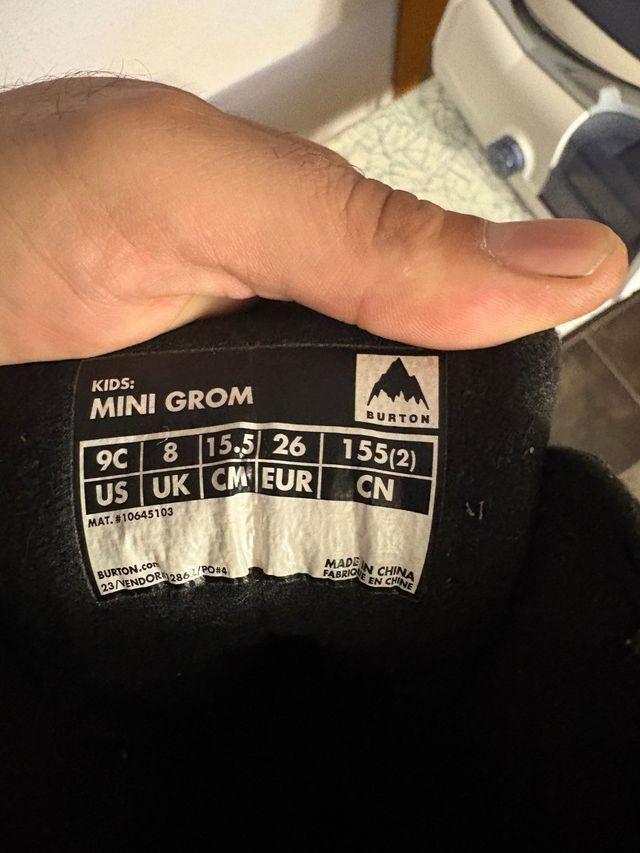 KIDS:
MINI GROM
BURTON
9C 8 15.5 26 155(2)
US UK CM EUR CN
MAT. #10645103
BURTON.com
MADE IN CHINA
FABRIQUÉ EN CHINE